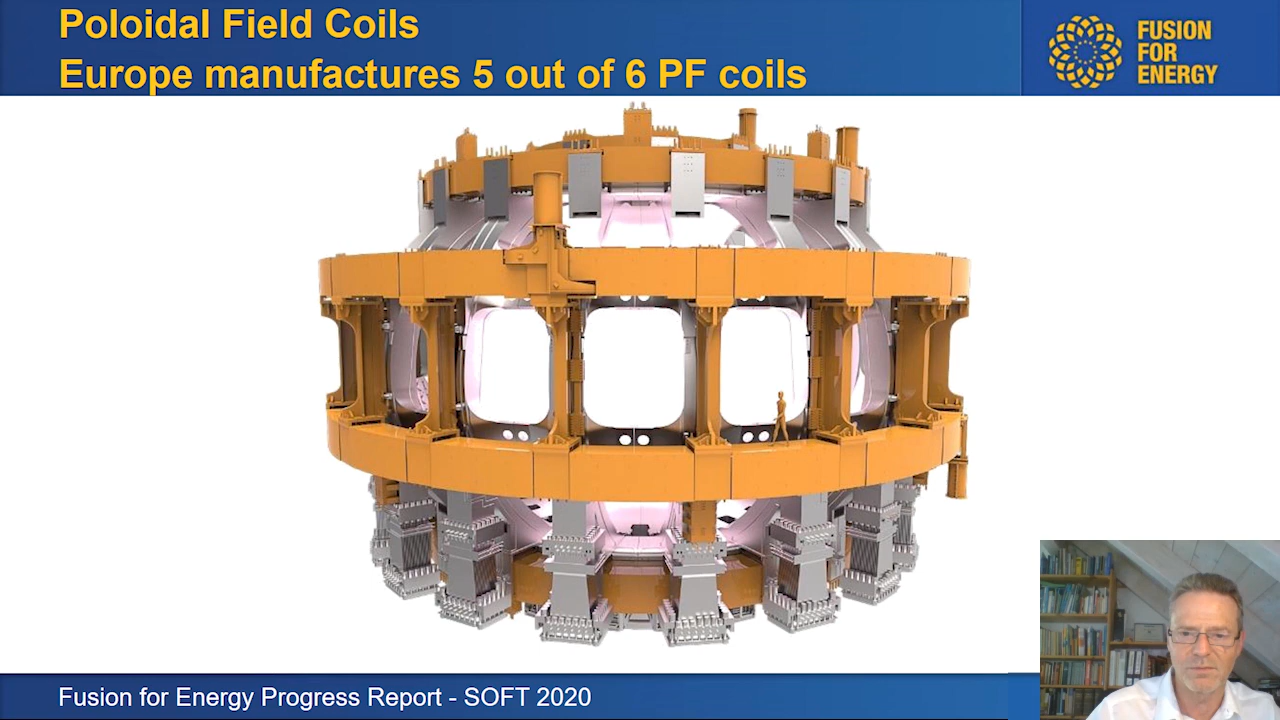 Poloidal Field Coils
Europe manufactures 5 out of 6 PF coils
FUSION
FOR
ENERGY
Fusion for Energy Progress Report - SOFT 2020